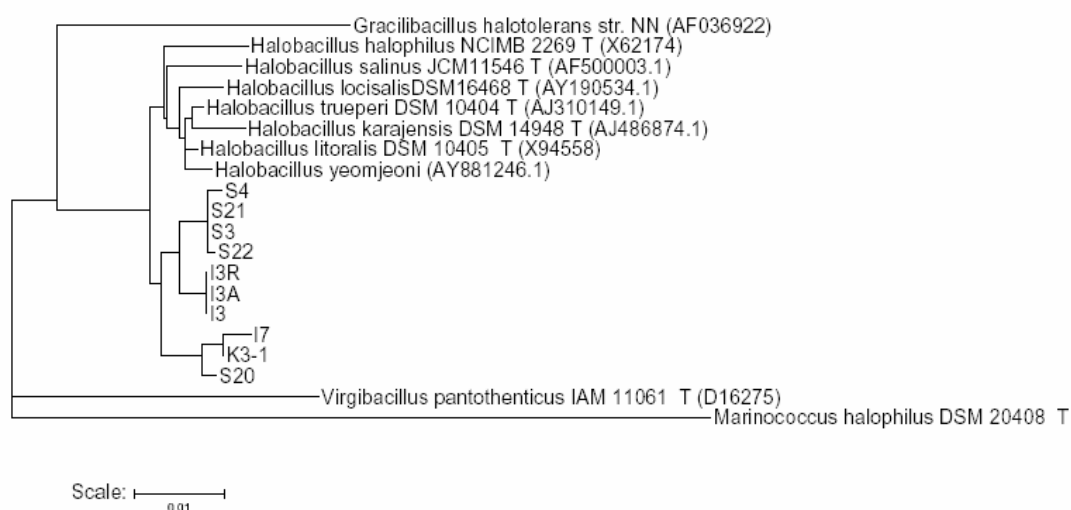 Gracilibacillus halotolerans str. NN (AF036922)
Halobacillus halophilus NCIMB 2269 T (X62174)
Halobacillus salinus JCM11546 T (AF500003.1)
Halobacillus locisalisDSM16468 T (AY190534.1)
Halobacillus trueperi DSM 10404 T (AJ310149.1)
Halobacillus karajensis DSM 14948 T (AJ486874.1)
Halobacillus litoralis DSM 10405 T (X94558)
Halobacillus yeomjeoni (AY881246.1)
S4
S21
S3
S22
I3R
I3A
I3
I7
K3-1
S20
Virgibacillus pantothenticus IAM 11061 T (D16275)
Marinococcus halophilus DSM 20408 T
Scale:
0.01